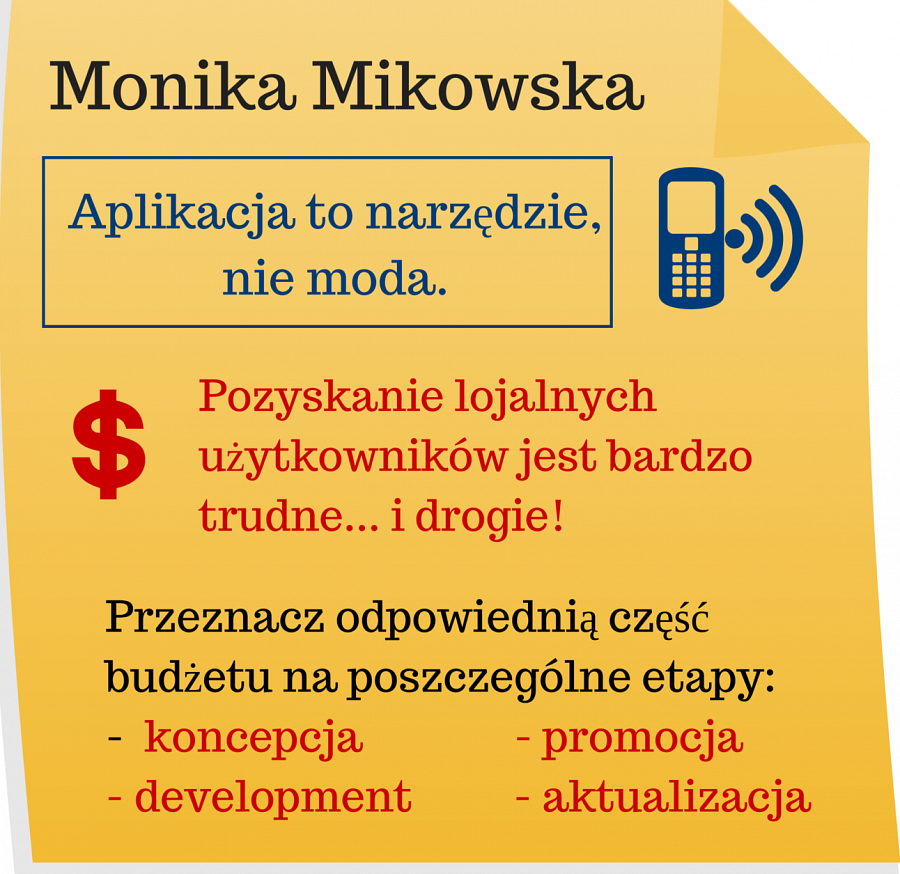 Monika Mikowska
Aplikacja to narzędzie,
nie moda.
$
Pozyskanie lojalnych
użytkowników jest bardzo
trudne... i drogie!
Przeznacz odpowiednią część
budżetu na poszczególne etapy:
- koncepcja
- development
- promocja
- aktualizacja